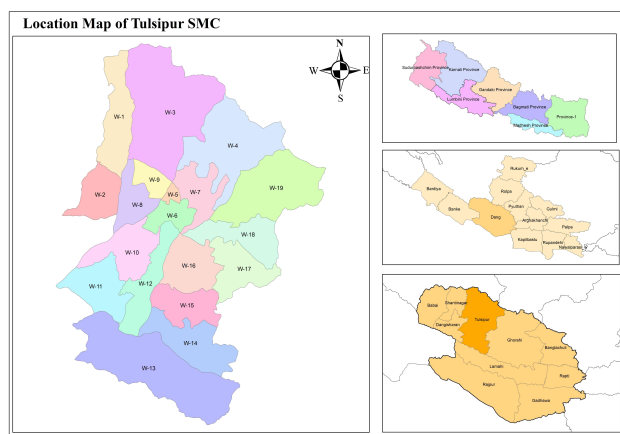 Location Map of Tulsipur SMC
N
W
E
S
W-1
W-3
W-4
W-9
W-2
W-5
W-7
W-19
W-8
W-6
W-18
W-10
W-16
W-17
W-11
W-12
W-15
W-14
W-13
Karnali Province
Gandaki Province
Lumbini Province
Bagmati Province
Province-1
Madhesh Province
Rukum_e
Bardiya
Rolpa
Banke
Pyuthan
Gulmi
Dang
Arghakhanchi
Palpa
Kapilbastu
Rupandehi
Babai
Shantinagar
Dangisharan
Tulsipur
Ghorahi
Banglachuli
Lamahi
Rapti
Rajpur
Gadhawa